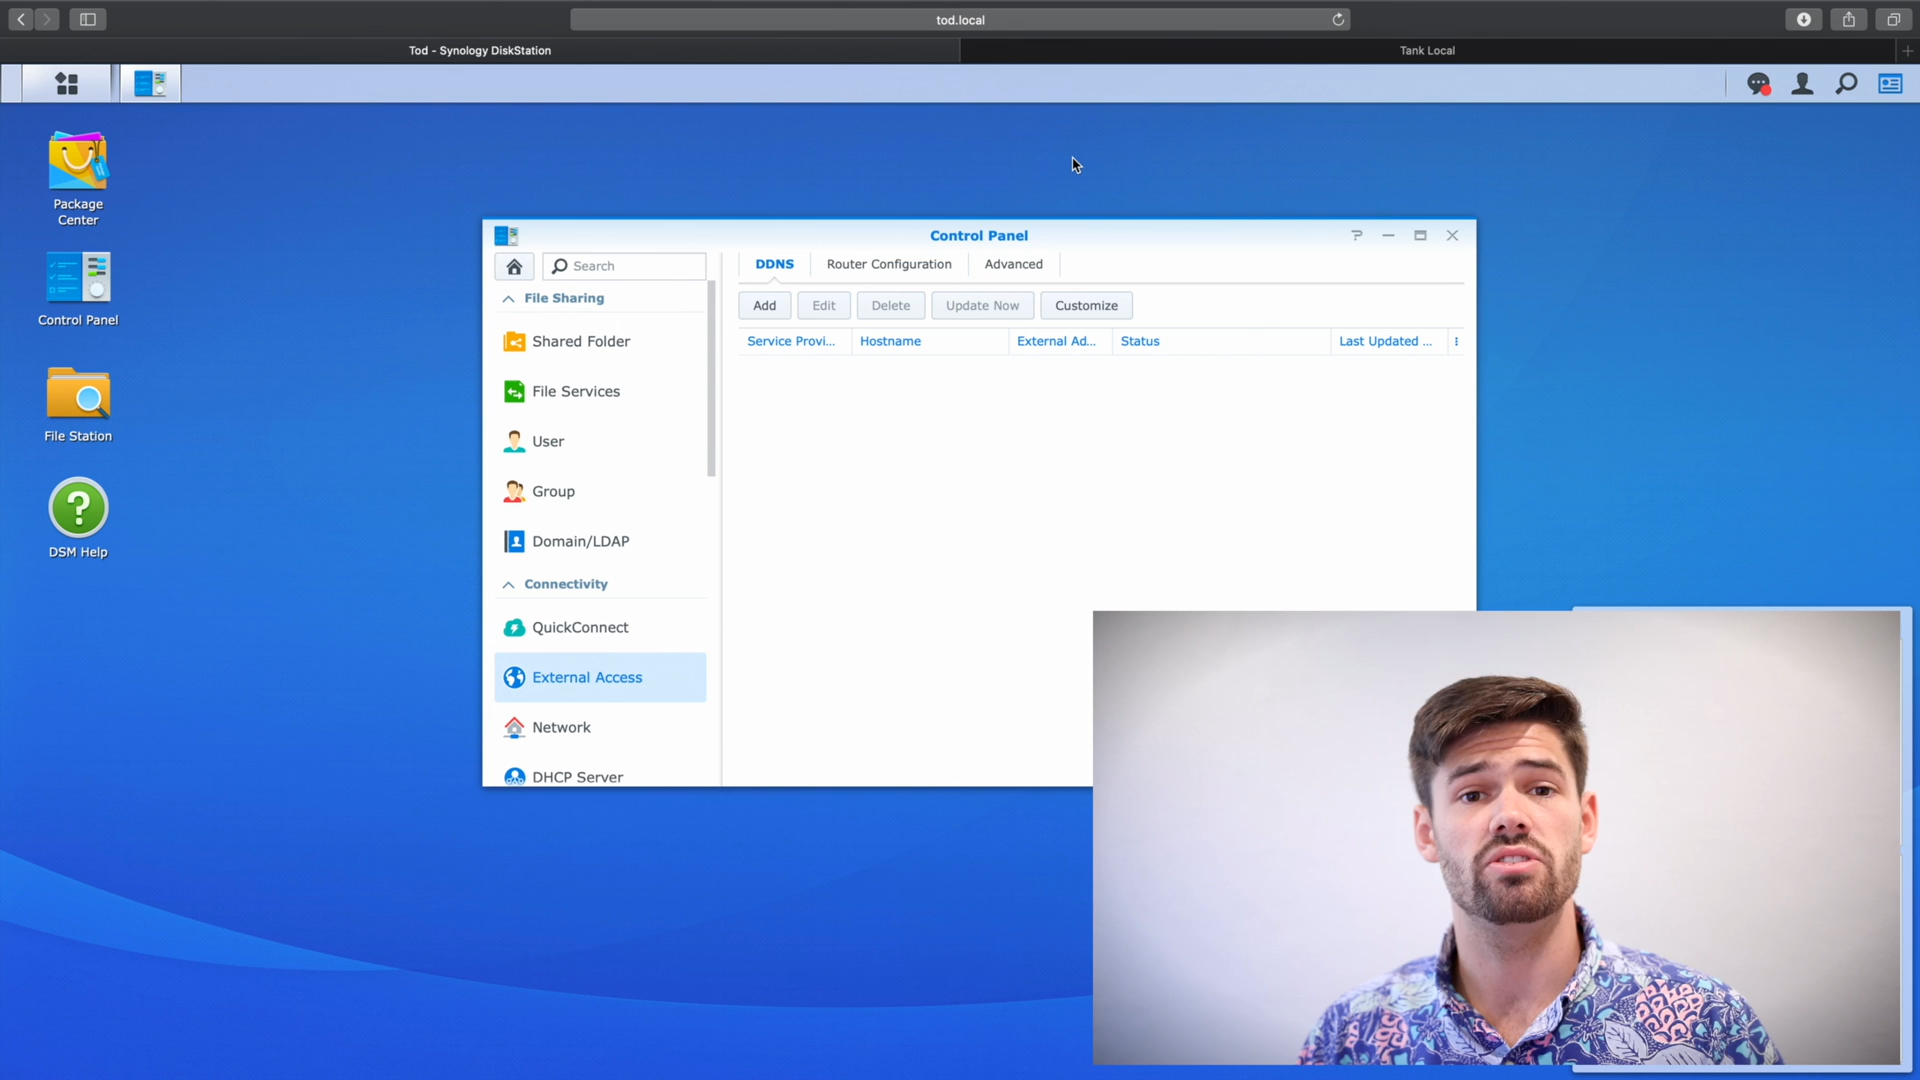 tod.local
Tod - Synology DiskStation
Tank Local
Package
Center
Control Panel
File Station
DSM Help
Control Panel
Search
File Sharing
Shared Folder
File Services
User
Group
Domain/LDAP
Connectivity
QuickConnect
External Access
Network
DHCP Server
DDNS
Router Configuration
Advanced
Add
Edit
Delete
Update Now
Customize
Service Provi...
Hostname
External Ad...
Status
Last Updated ...